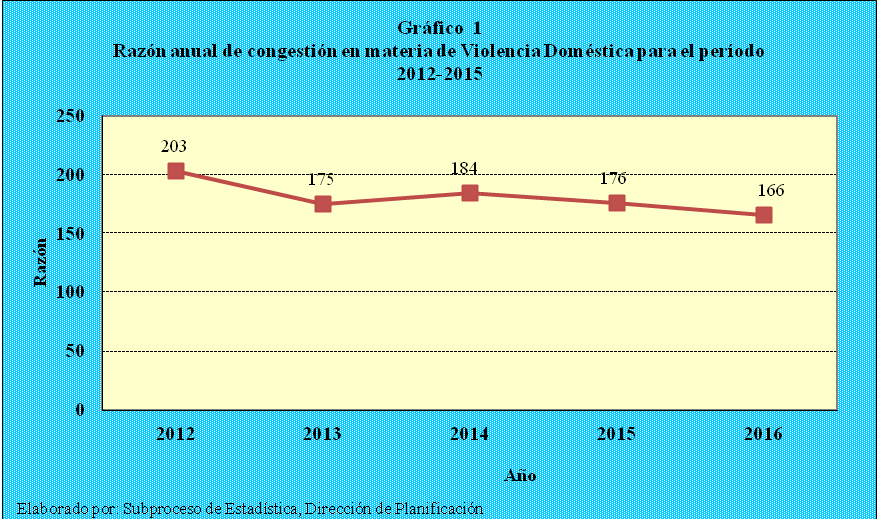 Gráfico 1
Razón anual de congestión en materia de Violencia Doméstica para el período
2012-2015
250
203
200
175
184
176
166
150
Razón
100
50
0
2012 2013 2014 2015 2016
Año
Elaborado por: Subproceso de Estadística, Dirección de Planificación